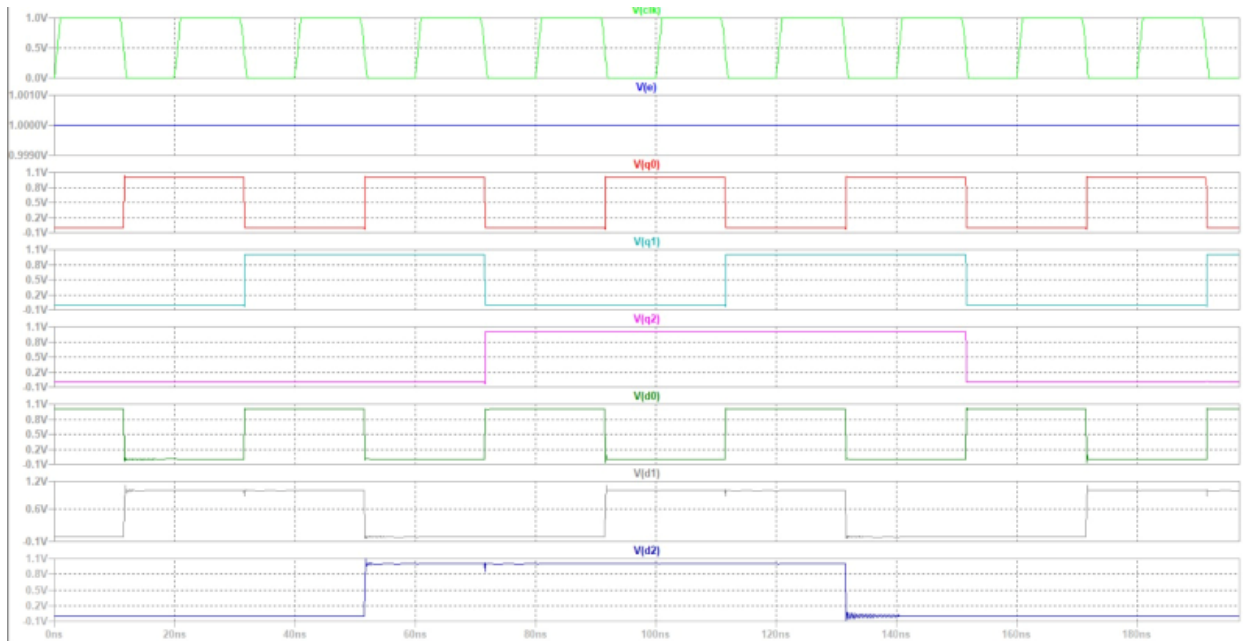 V(clk)
1.0V
0.5V
0.0V
V(e)
1.0010V
1.0000V
0.9990V
V(q0)
1.1V
0.8V
0.5V
0.2V
-0.1V
V(q1)
1.1V
0.8V
0.5V
0.2V
-0.1V
V(q2)
1.1V
0.8V
0.5V
0.2V
-0.1V
V(d0)
1.1V
0.8V
0.5V
0.2V
-0.1V
V(d1)
1.2V
0.6V
-0.1V
V(d2)
1.1V
0.8V
0.5V
0.2V
-0.1V
0ns 20ns 40ns 60ns 80ns 100ns 120ns 140ns 160ns 180ns